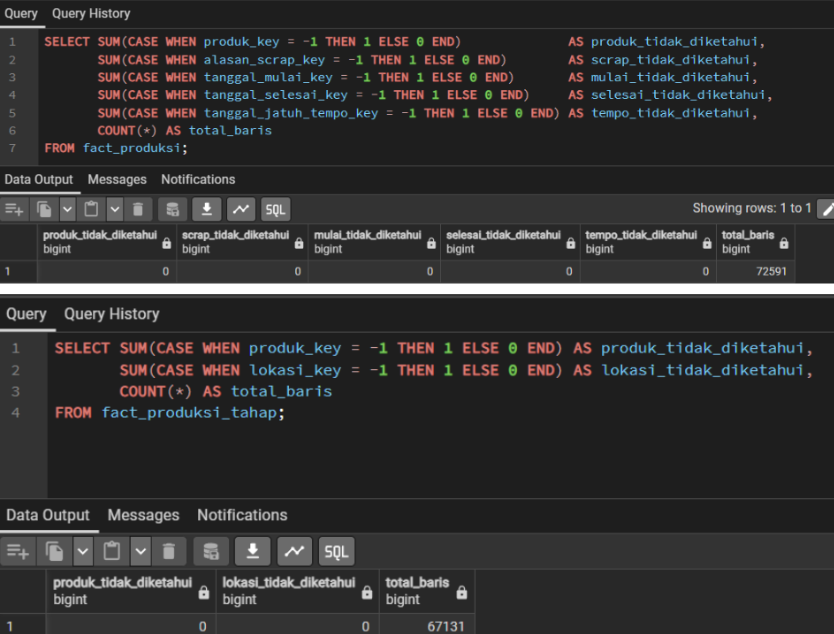 Query Query History
1 SELECT SUM(CASE WHEN produk_key = -1 THEN 1 ELSE 0 END) AS produk_tidak_diketahui,
2 SUM(CASE WHEN alasan_scrap_key = -1 THEN 1 ELSE 0 END) AS scrap_tidak_diketahui,
3 SUM(CASE WHEN tanggal_mulai_key = -1 THEN 1 ELSE 0 END) AS mulai_tidak_diketahui,
4 SUM(CASE WHEN tanggal_selesai_key = -1 THEN 1 ELSE 0 END) AS selesai_tidak_diketahui,
5 SUM(CASE WHEN tanggal_jatuh_tempo_key = -1 THEN 1 ELSE 0 END) AS tempo_tidak_diketahui,
6 COUNT(*) AS total_baris
7 FROM fact_produksi;
Data Output Messages Notifications
SQL Showing rows: 1 to 1
produk_tidak_diketahui scrap_tidak_diketahui mulai_tidak_diketahui selesai_tidak_diketahui tempo_tidak_diketahui total_baris
bigint bigint bigint bigint bigint bigint
1 0 0 0 0 0 72591
Query Query History
1 SELECT SUM(CASE WHEN produk_key = -1 THEN 1 ELSE 0 END) AS produk_tidak_diketahui,
2 SUM(CASE WHEN lokasi_key = -1 THEN 1 ELSE 0 END) AS lokasi_tidak_diketahui,
3 COUNT(*) AS total_baris
4 FROM fact_produksi_tahap;
Data Output Messages Notifications
SQL
produk_tidak_diketahui lokasi_tidak_diketahui total_baris
bigint bigint bigint
1 0 0 67131